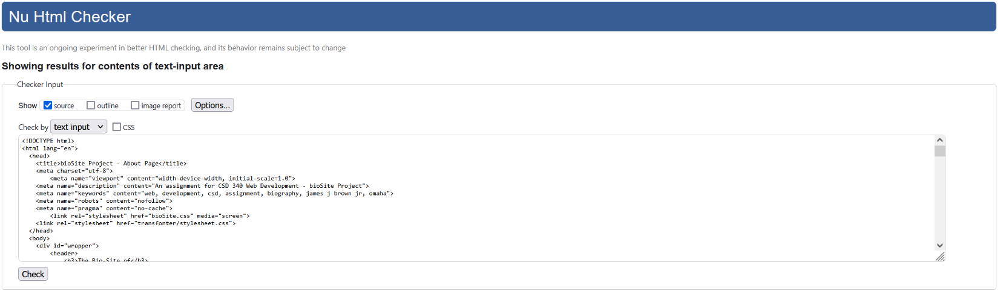 Nu Html Checker
This tool is an ongoing experiment in better HTML checking, and its behavior remains subject to change
Showing results for contents of text-input area
Checker Input
Show source outline image report Options...
Check by text input CSS
<!DOCTYPE html>
<html lang="en">
<head>
<title>bioSite Project - About Page</title>
<meta charset="utf-8">
<meta name="viewport" content="width-device-width, initial-scale=1.0">
<meta name="description" content="An assignment for CSD 340 Web Development - bioSite Project">
<meta name="keywords" content="web, development, csd, assignment, biography, james j brown jr, omaha">
<meta name="robots" content="nofollow">
<meta name="pragma" content="no-cache">
<link rel="stylesheet" href="bioSite.css" media="screen">
<link rel="stylesheet" href="transfonter/stylesheet.css">
</head>
<body>
<div id="wrapper">
<header>
<h3>The Bio-Site of</h3>
Check